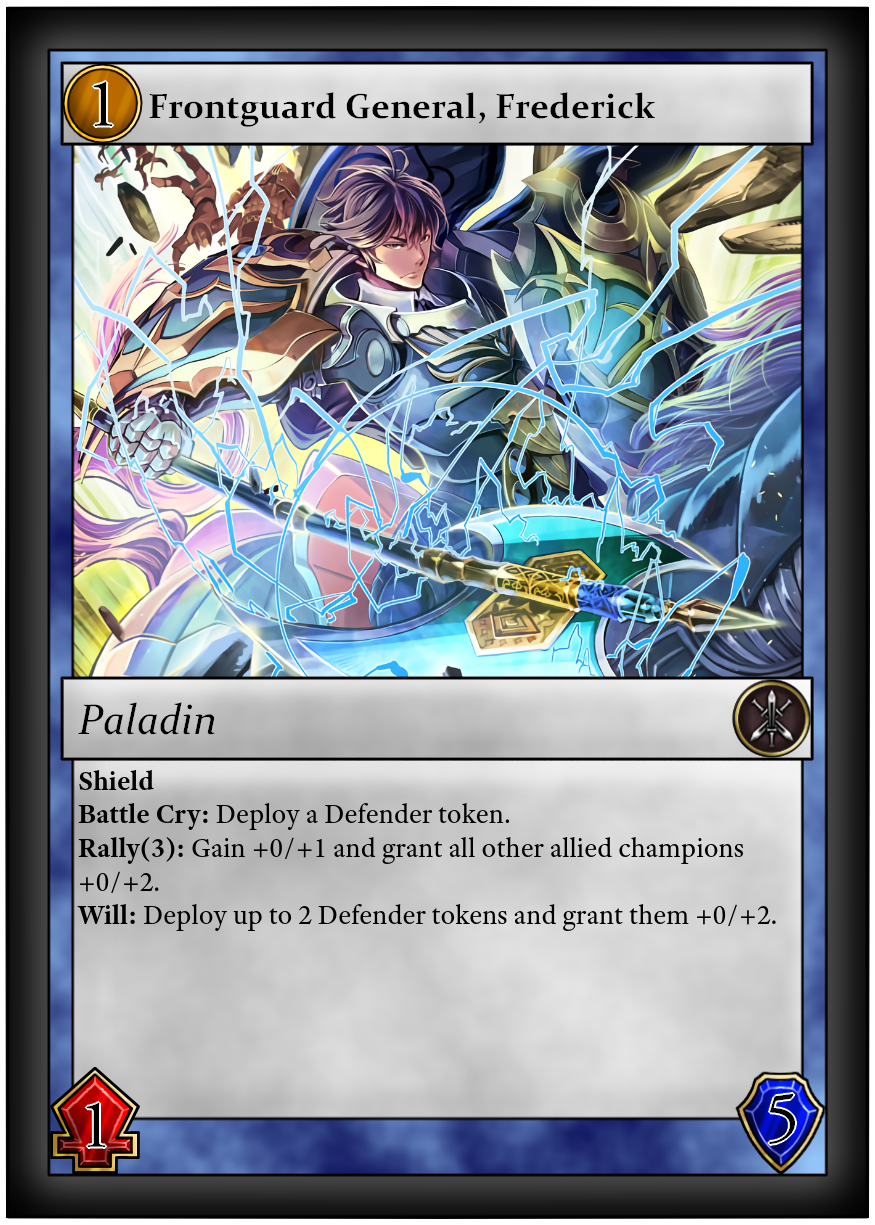 1
Frontguard General, Frederick
Paladin
Shield
Battle Cry: Deploy a Defender token.
Rally(3): Gain +0/+1 and grant all other allied champions
+0/+2.
Will: Deploy up to 2 Defender tokens and grant them +0/+2.
1
5